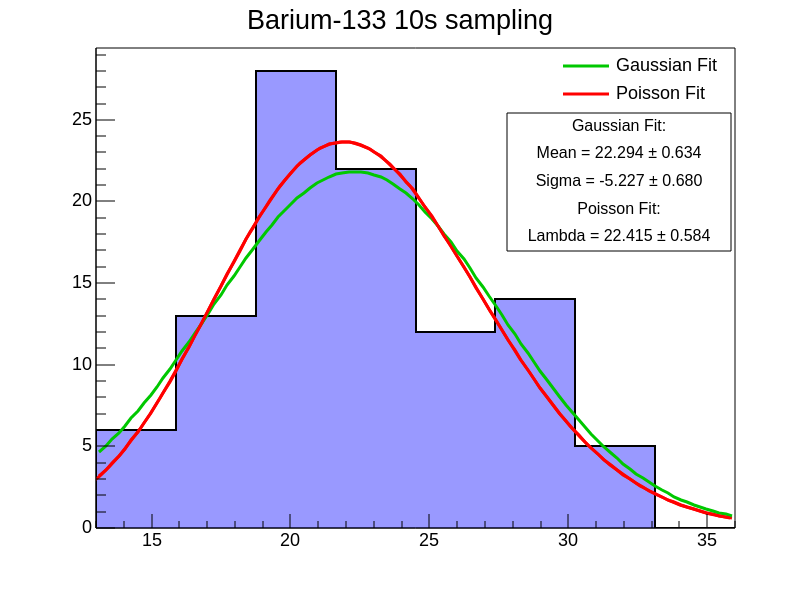 Barium-133 10s sampling
Gaussian Fit
Poisson Fit
Gaussian Fit:
Mean = 22.294 ± 0.634
Sigma = -5.227 ± 0.680
Poisson Fit:
Lambda = 22.415 ± 0.584
25
20
15
10
5
0
15 20 25 30 35